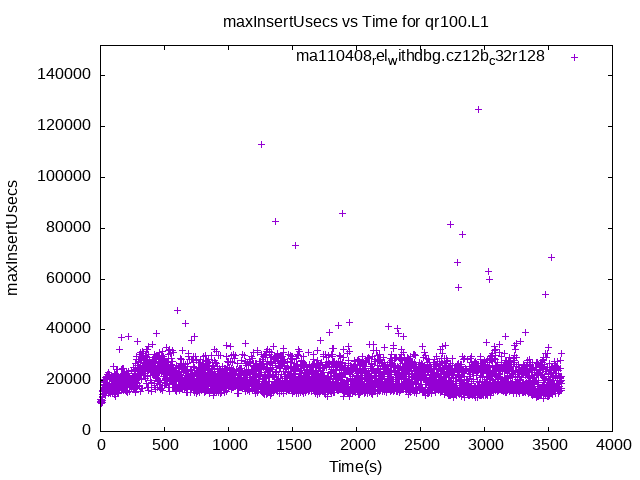 maxInsertUsecs vs Time for qr100.L1
ma110408relwithdbg.cz12bc32r128
140000
120000
100000
80000
60000
40000
20000
0
maxInsertUsecs
0 500 1000 1500 2000 2500 3000 3500 4000
Time(s)